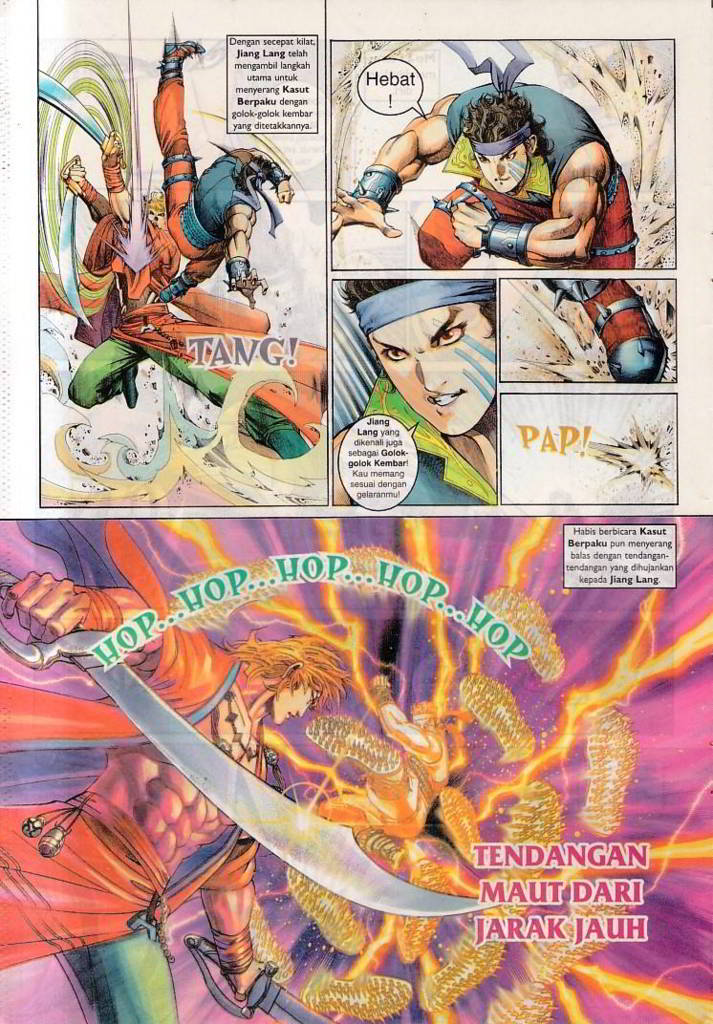 Dengan secepat kilat,
Jiang Lang telah
mengambil langkah
utama untuk
menyerang Kasut
Berpaku dengan
golok-golok kembar
yang ditetakkannya.
TANG!
Hebat
!
Jiang
Lang yang
dikenali juga
sebagai Golok-
golok Kembar!
Kau memang
sesuai dengan
gelaranmu!
PAP!
Habis berbicara Kasut
Berpaku pun menyerang
balas dengan tendangan-
tendangan yang dihujankan
kepada Jiang Lang.
HOP...HOP...HOP...HOP...HOP
TENDANGAN
MAUT DARI
JARAK JAUH